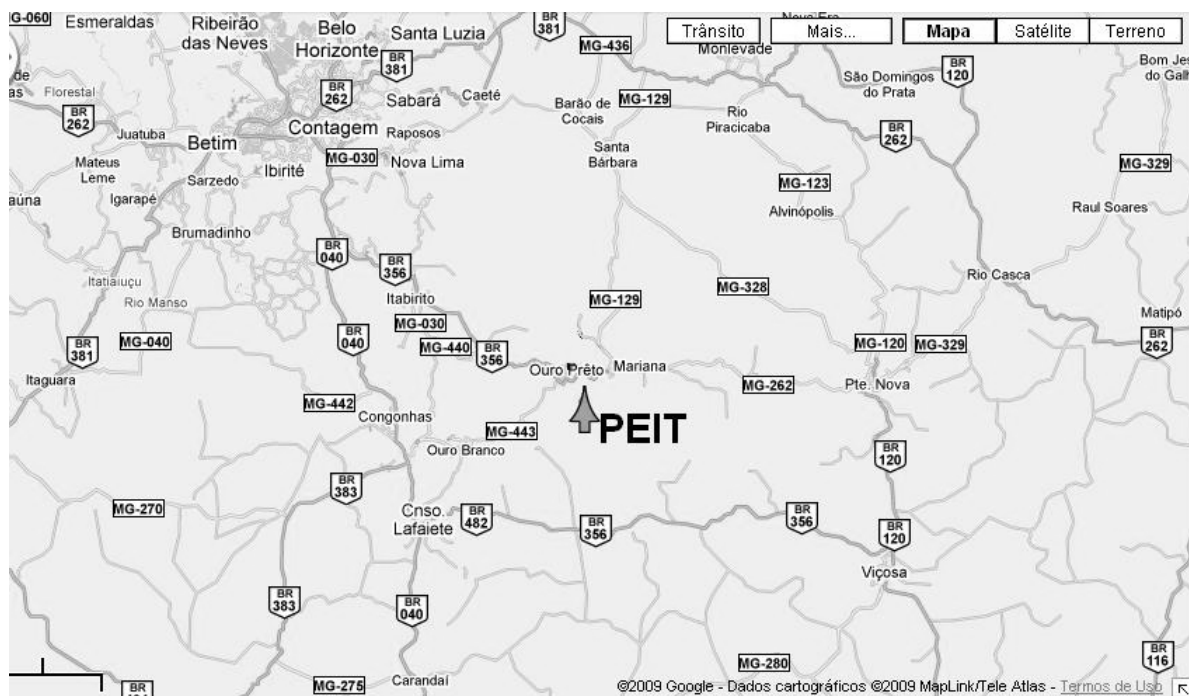 MG-060
Esmeraldas
Ribeirão
das Neves
Belo
Horizonte
Santa Luzia
BR
381
MG-436
Trânsito
Mais...
Mapa
Satélite
Terreno
Nova Era
Monlevade
BR
381
BR
262
Sabará
Caeté
Barão de
Cocais
MG-129
Rio
Piracicaba
São Domingos
do Prata
BR
120
Bom Jes
do Galh
de
as
Florestal
BR
262
Juatuba
Betim
Contagem
Raposos
MG-030
Nova Lima
Santa
Bárbara
BR
262
MG-329
Mateus
Leme
Ibirité
Sarzedo
Igarapé
aúna
Brumadinho
MG-123
Alvinópolis
Raul Soares
BR
040
BR
356
Itatiaiuçu
Rio Manso
Itabirito
MG-129
MG-328
Rio Casca
MG-040
BR
040
MG-030
MG-440
BR
356
Matipó
BR
381
Itaguara
Ouro Prêto
Mariana
MG-120
MG-329
BR
262
MG-262
Pte. Nova
MG-442
Congonhas
MG-443
PEIT
Ouro Branco
BR
383
BR
120
MG-270
Cnso.
Lafaiete
BR
482
BR
356
BR
356
BR
120
Viçosa
BR
383
BR
040
MG-280
BR
116
MG-275
Carandaí
BR
©2009 Google - Dados cartográficos ©2009 MapLink/Tele Atlas - Termos de Uso